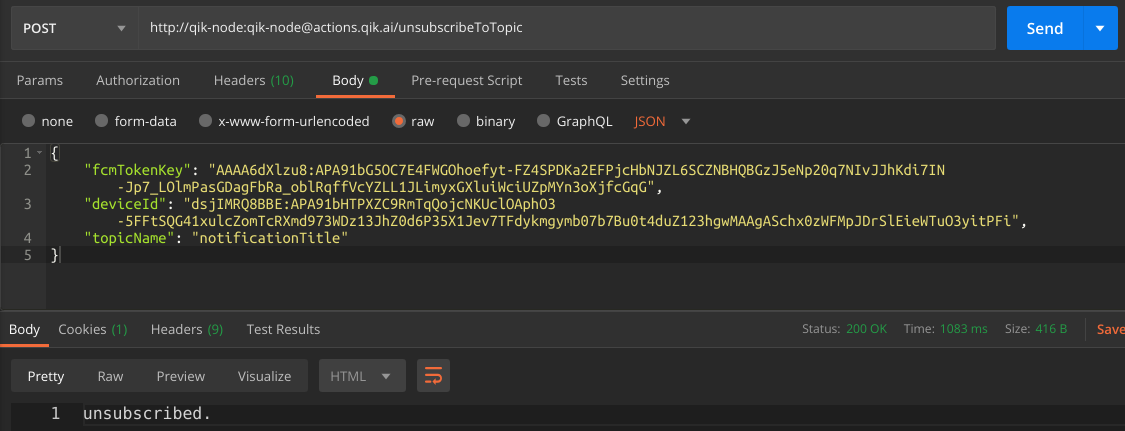 POST http://qik-node:qik-node@actions.qik.ai/unsubscribeToTopic Send
Params Authorization Headers (10) Body Pre-request Script Tests Settings
none form-data x-www-form-urlencoded raw binary GraphQL JSON
1 {
2 "fcmTokenKey": "AAAA6dXlzu8:APA91bG5OC7E4FWGOhoefyt-FZ4SPDKa2EFPjcHbNJZL6SCZNBHQBGzJ5eNp20q7NIvJJhKdi7IN
-Jp7_LOlmPasGDagFbRa_oblRqffVcYZLL1JLimyxGXluiWciUZpMYn3oXjfcGqG",
3 "deviceId": "dsjIMRQ8BBE:APA91bHTPXZC9RmTqQojcNKUclOAphO3
-5FFtSQG41xulcZomTcRXmd973WDz13JhZ0d6P35X1Jev7TFdykmgymb07b7Bu0t4duZ123hgwMAAgASchx0zWFMpJDrSlEieWTuO3yitPFi",
4 "topicName": "notificationTitle"
5 }
Body Cookies (1) Headers (9) Test Results Status: 200 OK Time: 1083 ms Size: 416 B Save
Pretty Raw Preview Visualize HTML
1 unsubscribed.